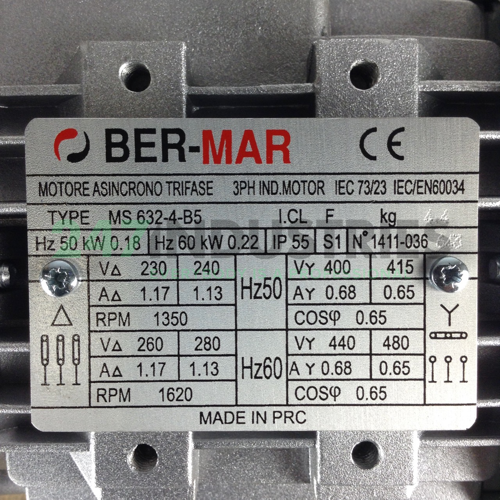 BER-MAR CE
MOTORE ASINCRONO TRIFASE 3PH IND.MOTOR IEC 73/23 IEC/EN60034
TYPE MS 632-4-B5 I.CL F kg 4.4
Hz 50 kW 0.18 Hz 60 kW 0.22 IP 55 S1 N° 1411-036
V△ 230 240 Hz50 VY 400 415
A△ 1.17 1.13 AY 0.68 0.65
RPM 1350 COSφ 0.65
V△ 260 280 Hz60 VY 440 480
A△ 1.17 1.13 AY 0.68 0.65
RPM 1620 COSφ 0.65
MADE IN PRC